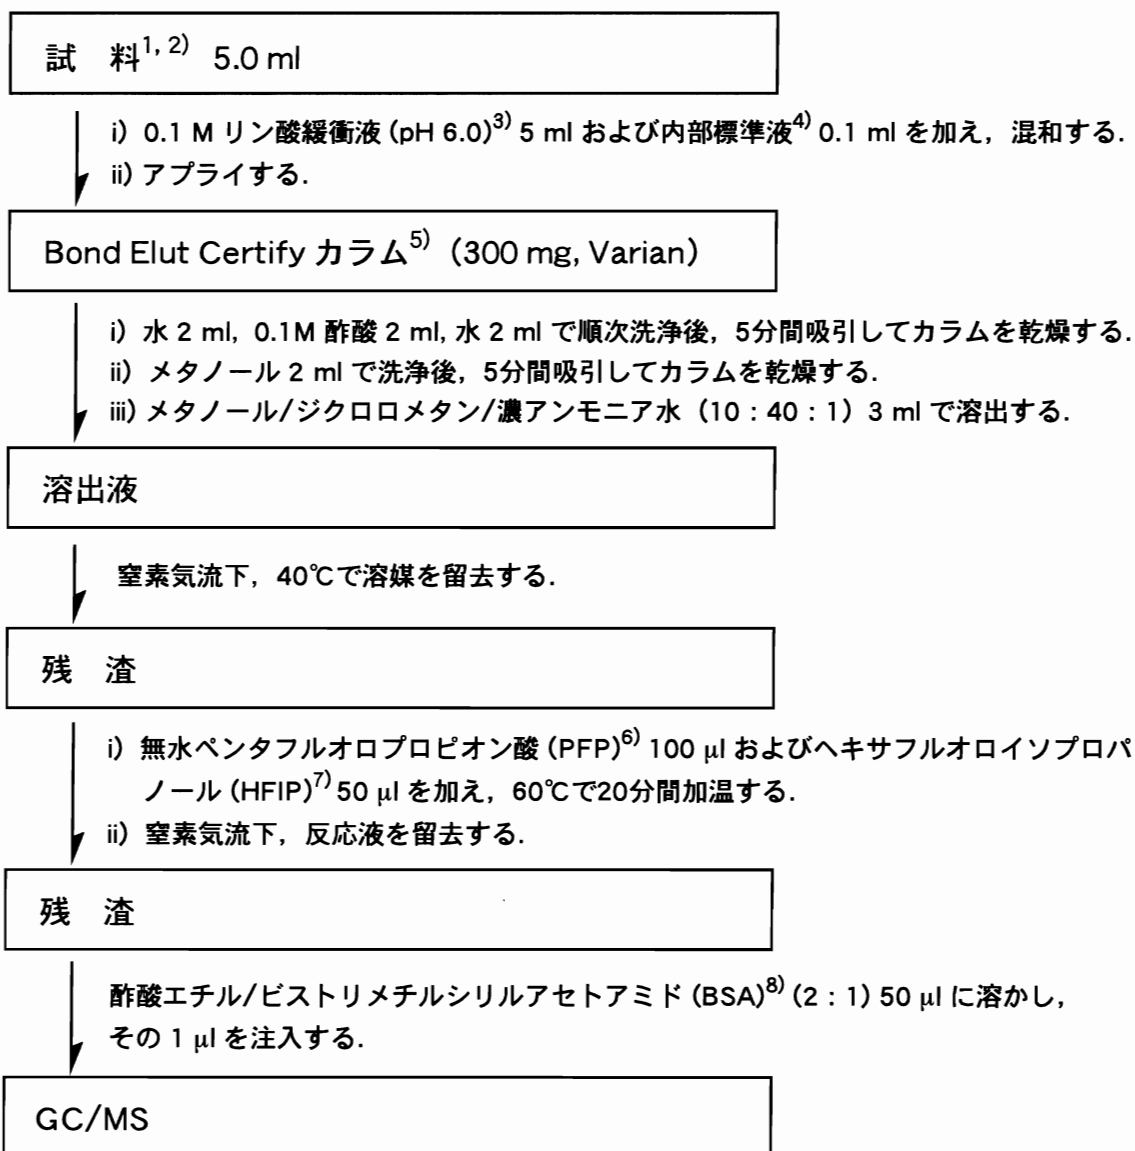 試　料1, 2)　5.0 ml
i) 0.1 M リン酸緩衝液 (pH 6.0)3) 5 ml および内部標準液4) 0.1 ml を加え，混和する.
ii) アプライする.
Bond Elut Certify カラム5)（300 mg, Varian）
i) 水 2 ml, 0.1M 酢酸 2 ml, 水 2 ml で順次洗浄後，5分間吸引してカラムを乾燥する.
ii) メタノール 2 ml で洗浄後，5分間吸引してカラムを乾燥する.
iii) メタノール/ジクロロメタン/濃アンモニア水（10 : 40 : 1）3 ml で溶出する.
溶出液
窒素気流下，40℃で溶媒を留去する.
残　渣
i) 無水ペンタフルオロプロピオン酸 (PFP)6) 100 µl およびヘキサフルオロイソプロパ
ノール (HFIP)7) 50 µl を加え，60℃で20分間加温する.
ii) 窒素気流下，反応液を留去する.
残　渣
酢酸エチル/ビストリメチルシリルアセトアミド (BSA)8) (2 : 1) 50 µl に溶かし，
その 1 µl を注入する.
GC/MS